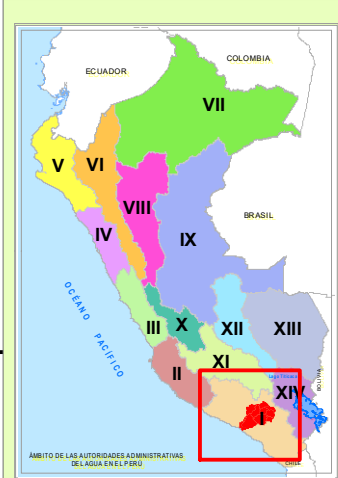 COLOMBIA
ECUADOR
VII
V
VI
VIII
BRASIL
IV
IX
OCÉANO PACÍFICO
III
X
XII
XIII
II
XI
Lago Titicaca
XIV
BOLIVIA
I
ÁMBITO DE LAS AUTORIDADES ADMINISTRATIVAS
DEL AGUA EN EL PERÚ
CHILE